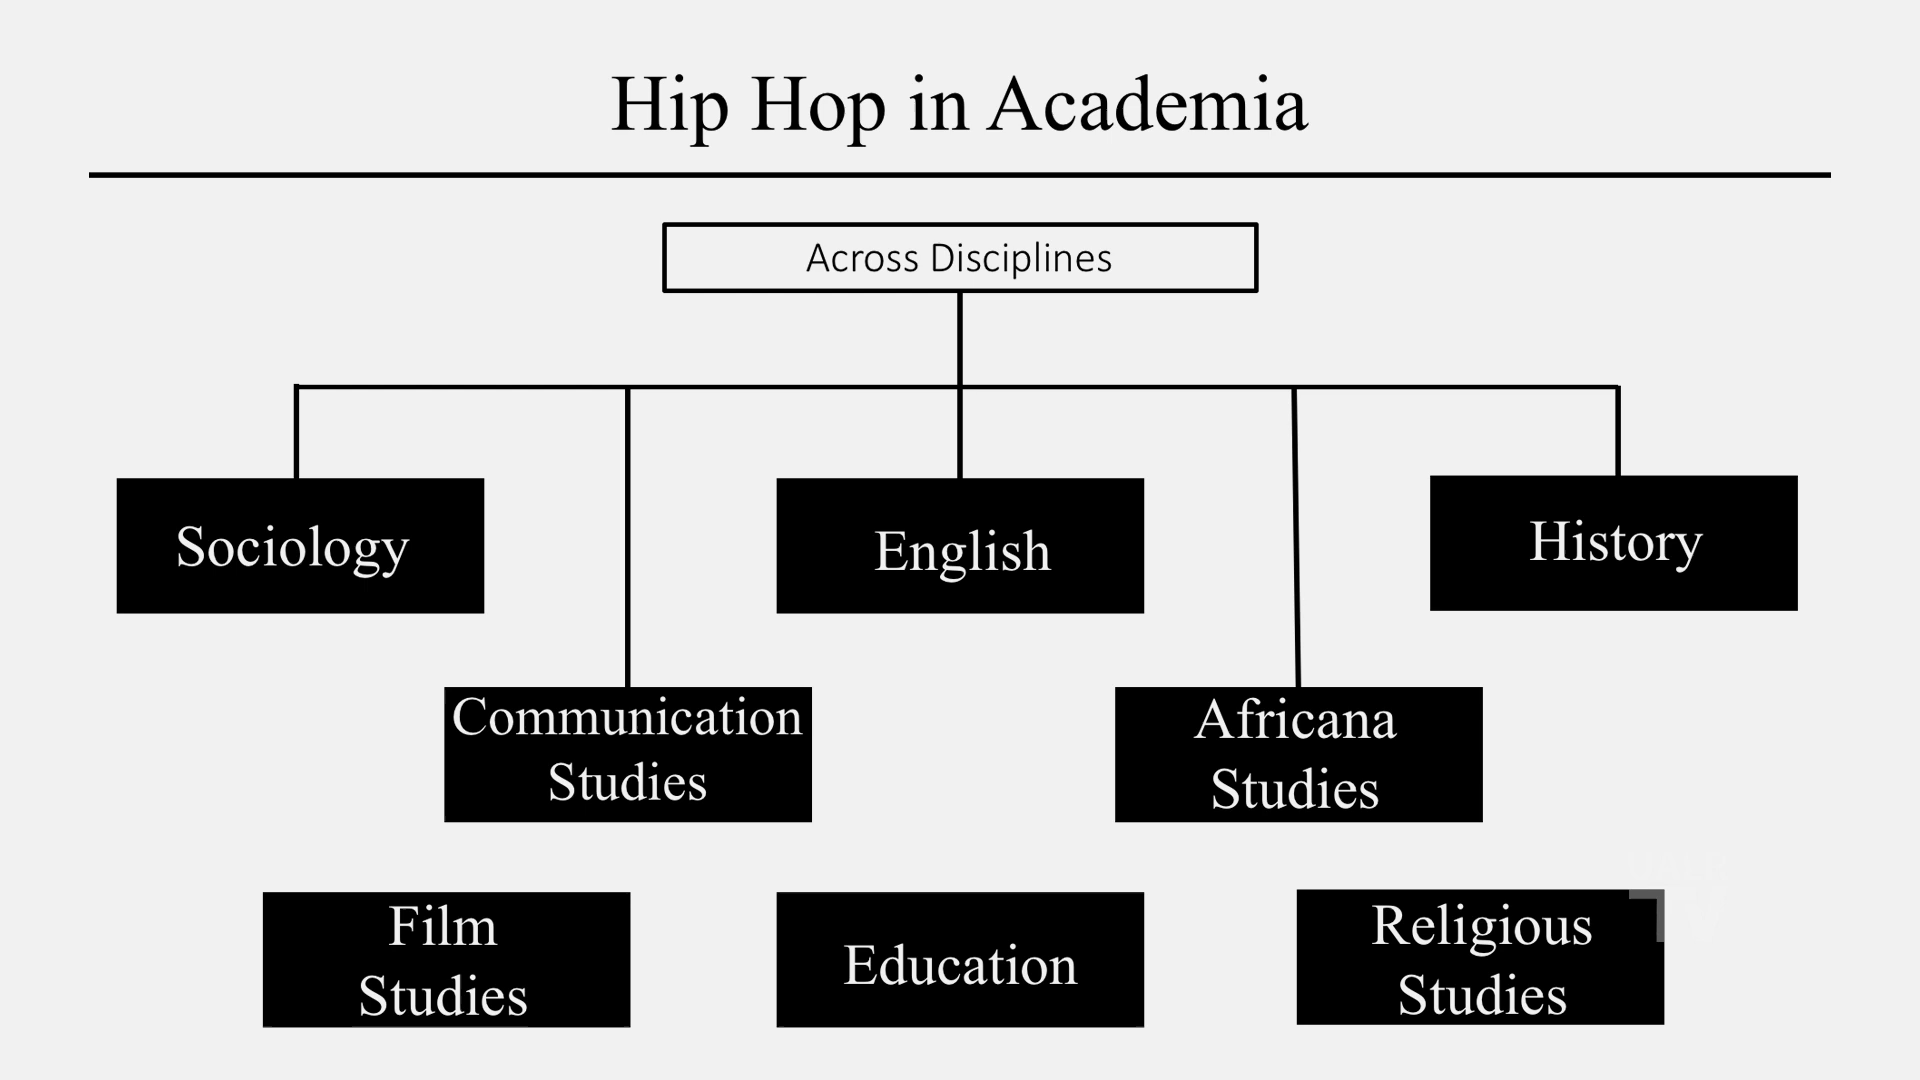 Hip Hop in Academia
Across Disciplines
Sociology
English
History
Communication
Studies
Africana
Studies
Film
Studies
Education
Religious
Studies